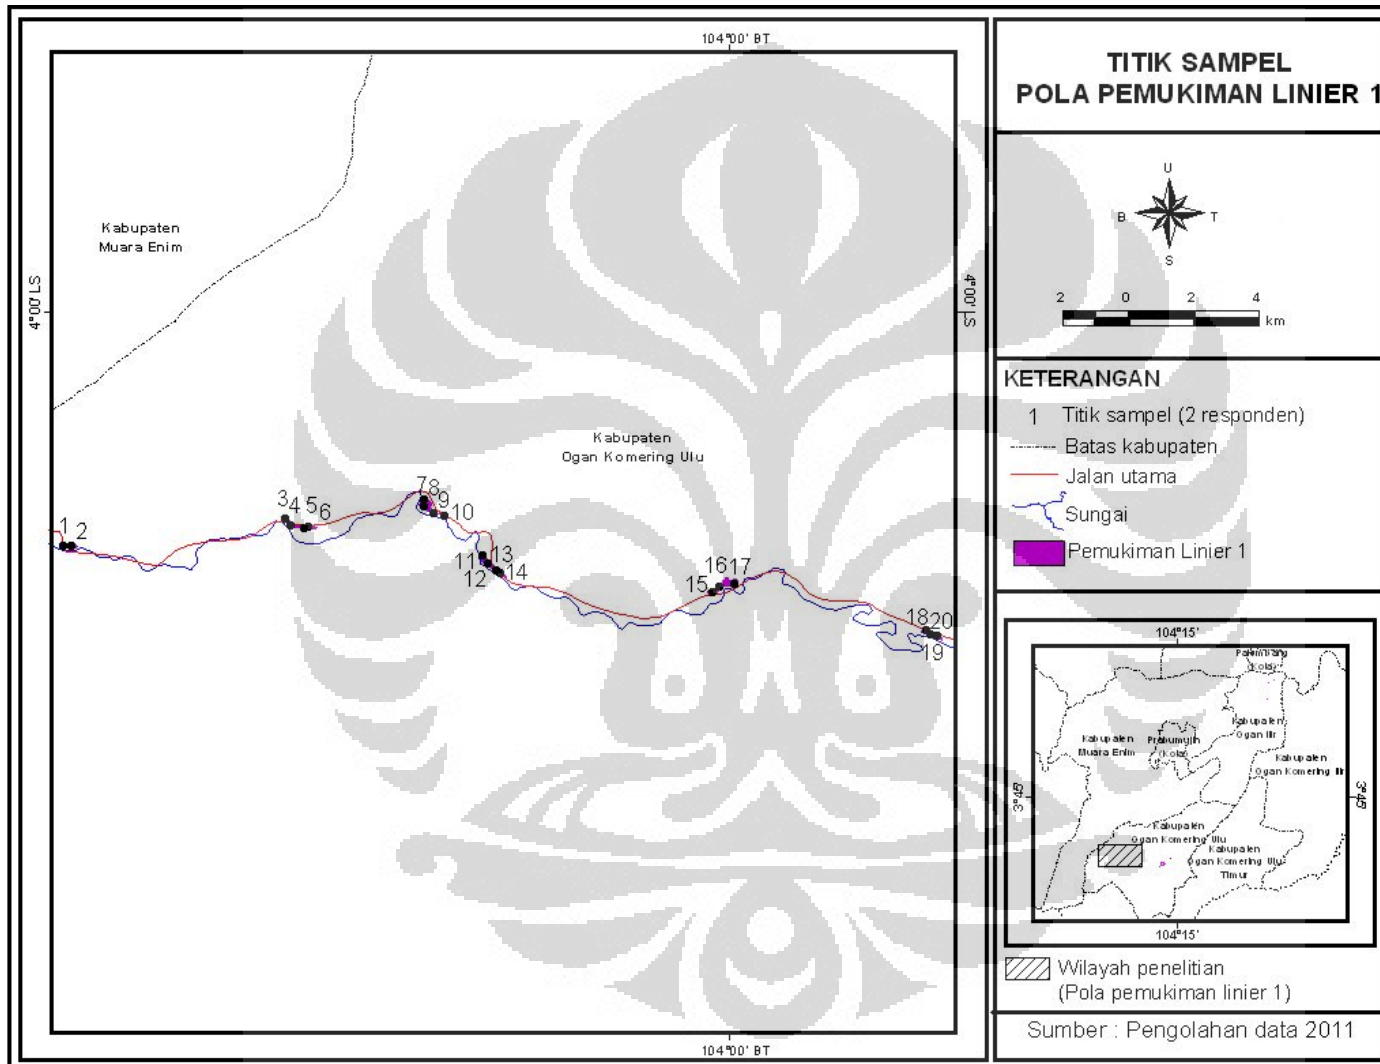 104°00' BT
4°00' LS
4°00' LS
Kabupaten
Muara Enim
Kabupaten
Ogan Komering Ulu
1
2
3
4
5
6
7
8
9
10
11
12
13
14
15
16
17
18
19
20
104°00' BT
TITIK SAMPEL
POLA PEMUKIMAN LINIER 1
U
B
T
S
2 0 2 4
km
KETERANGAN
1 Titik sampel (2 responden)
Batas kabupaten
Jalan utama
Sungai
Pemukiman Linier 1
104°15'
Palembang
(Kota)
Kabupaten
Ogan Ilir
Kabupaten
Muara Enim
Prabumulih
(Kota)
Kabupaten
Ogan Komering Ilir
3°45'
3°45'
Kabupaten
Ogan Komering Ulu
Kabupaten
Ogan Komering Ulu
Timur
104°15'
Wilayah penelitian
(Pola pemukiman linier 1)
Sumber : Pengolahan data 2011